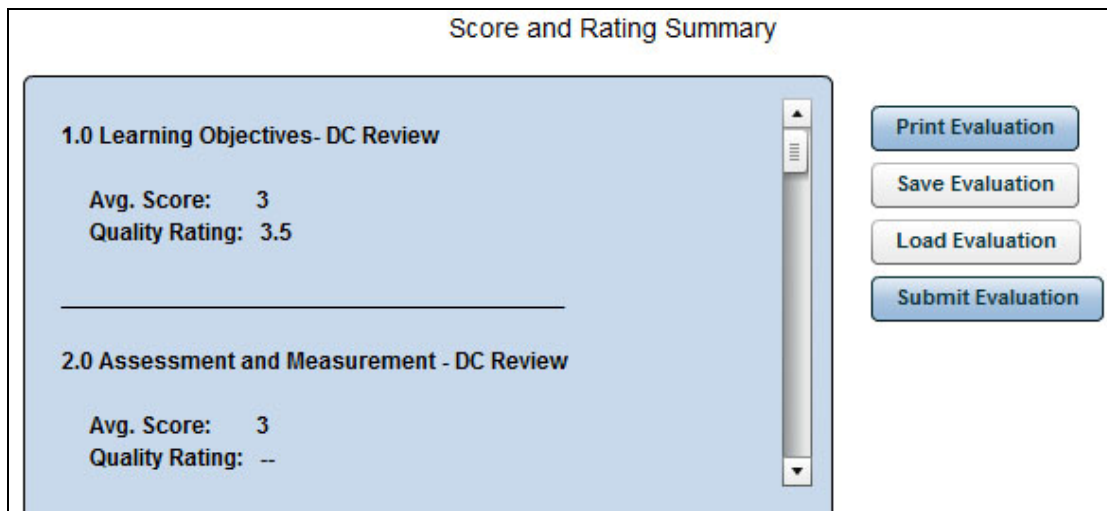 Score and Rating Summary
1.0 Learning Objectives- DC Review
Avg. Score: 3
Quality Rating: 3.5
2.0 Assessment and Measurement - DC Review
Avg. Score: 3
Quality Rating: --
Print Evaluation
Save Evaluation
Load Evaluation
Submit Evaluation